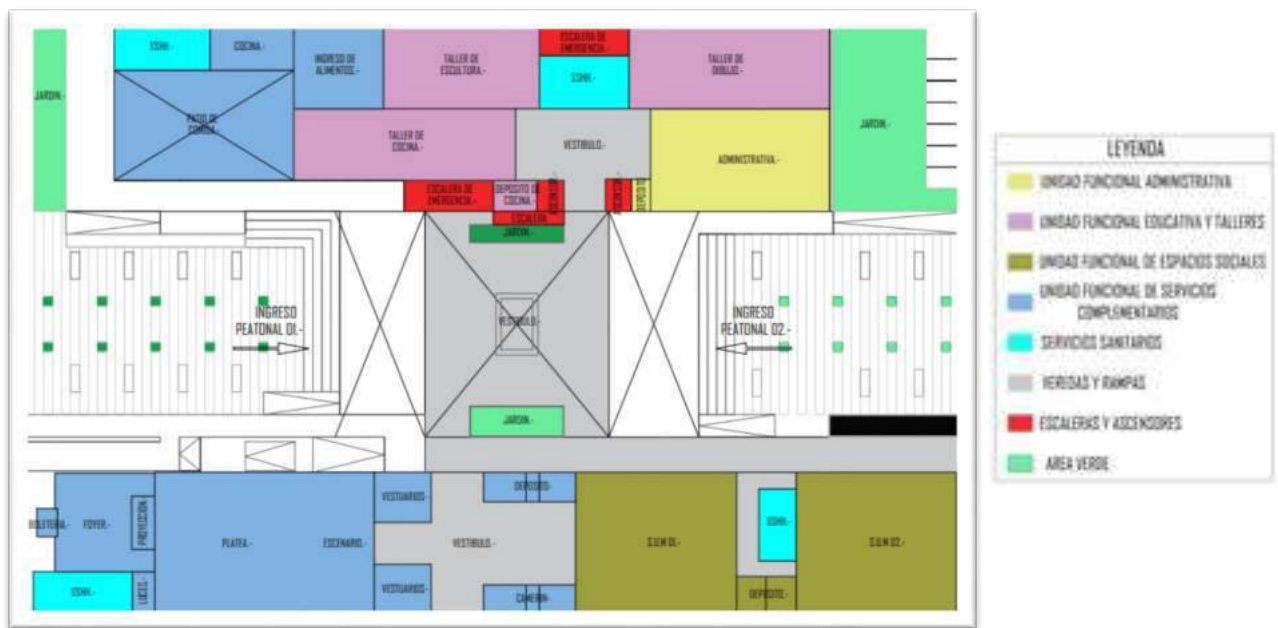 SSHH.-
COCINA.-
INGRESO DE
ALIMENTOS.-
TALLER DE
ESCULTURA.-
ESCALERA DE
EMERGENCIA.-
SSHH.-
TALLER DE
DIBUJO.-
JARDIN.-
PATIO DE
COMIDA.-
TALLER DE
COCINA.-
VESTIBULO.-
ADMINISTRATIVA.-
JARDIN.-
ESCALERA DE
EMERGENCIA.-
DEPOSITO DE
COCINA.-
ASCENSOR.-
ASCENSOR.-
DEPOSITO
ESCALERA
JARDIN.-
INGRESO
PEATONAL 01.-
VESTIBULO.-
INGRESO
PEATONAL 02.-
JARDIN.-
BOLETERIA.-
FOYER.-
PROYECCION
PLATEA.-
ESCENARIO.-
VESTUARIOS.-
DEPOSITO.-
VESTIBULO.-
S.U.M 01.-
SSHH.-
S.U.M 02.-
SSHH.-
LUCES.-
VESTUARIOS.-
CAMERIN.-
DEPOSITO.-
LEYENDA
UNIDAD FUNCIONAL ADMINISTRATIVA
UNIDAD FUNCIONAL EDUCATIVA Y TALLERES
UNIDAD FUNCIONAL DE ESPACIOS SOCIALES
UNIDAD FUNCIONAL DE SERVICIOS
COMPLEMENTARIOS
SERVICIOS SANITARIOS
VEREDAS Y RAMPAS
ESCALERAS Y ASCENSORES
AREA VERDE